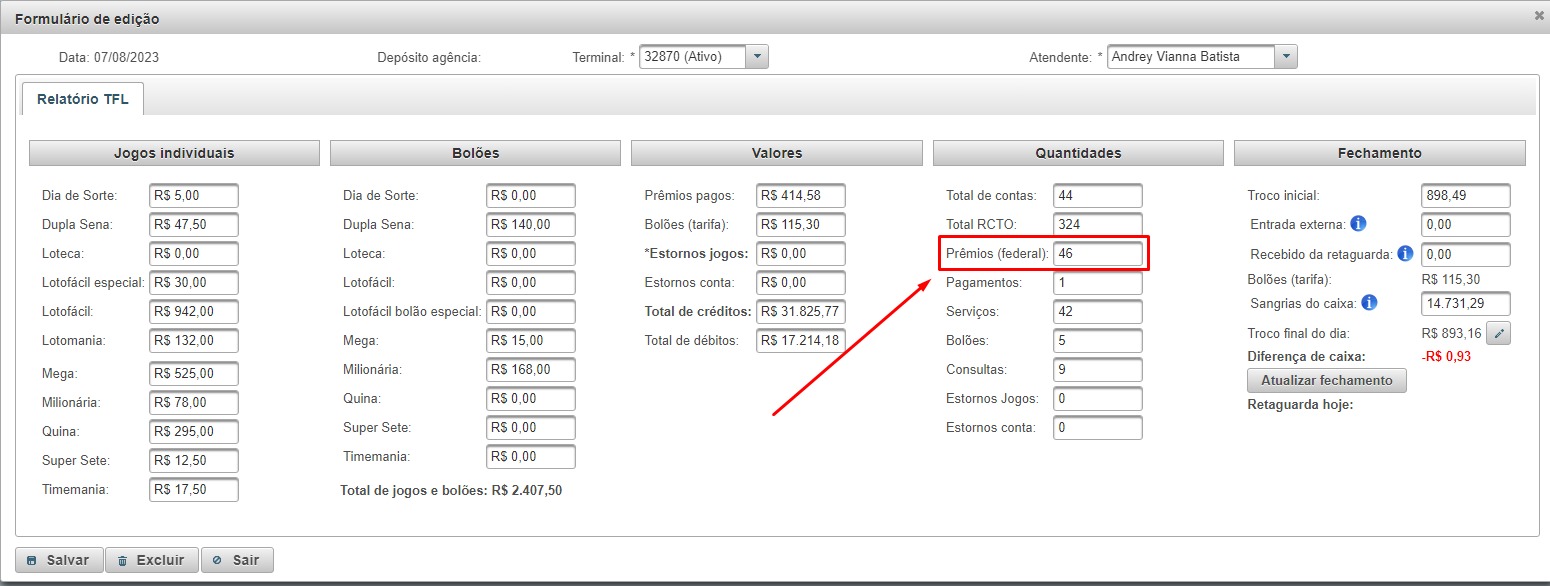 Formulário de edição
Data: 07/08/2023 Depósito agência: Terminal: * 32870 (Ativo) Atendente: * Andrey Vianna Batista
Relatório TFL
Jogos individuais
Dia de Sorte: R$ 5,00
Dupla Sena: R$ 47,50
Loteca: R$ 0,00
Lotofácil especial: R$ 30,00
Lotofácil: R$ 942,00
Lotomania: R$ 132,00
Mega: R$ 525,00
Milionária: R$ 78,00
Quina: R$ 295,00
Super Sete: R$ 12,50
Timemania: R$ 17,50
Bolões
Dia de Sorte: R$ 0,00
Dupla Sena: R$ 140,00
Loteca: R$ 0,00
Lotofácil: R$ 0,00
Lotofácil bolão especial: R$ 0,00
Mega: R$ 15,00
Milionária: R$ 168,00
Quina: R$ 0,00
Super Sete: R$ 0,00
Timemania: R$ 0,00
Total de jogos e bolões: R$ 2.407,50
Valores
Prêmios pagos: R$ 414,58
Bolões (tarifa): R$ 115,30
*Estornos jogos: R$ 0,00
Estornos conta: R$ 0,00
Total de créditos: R$ 31.825,77
Total de débitos: R$ 17.214,18
Quantidades
Total de contas: 44
Total RCTO: 324
Prêmios (federal): 46
Pagamentos: 1
Serviços: 42
Bolões: 5
Consultas: 9
Estornos Jogos: 0
Estornos conta: 0
Fechamento
Troco inicial: 898,49
Entrada externa: 0,00
Recebido da retaguarda: 0,00
Bolões (tarifa): R$ 115,30
Sangrias do caixa: 14.731,29
Troco final do dia: R$ 893,16
Diferença de caixa: -R$ 0,93
Atualizar fechamento
Retaguarda hoje:
Salvar Excluir Sair